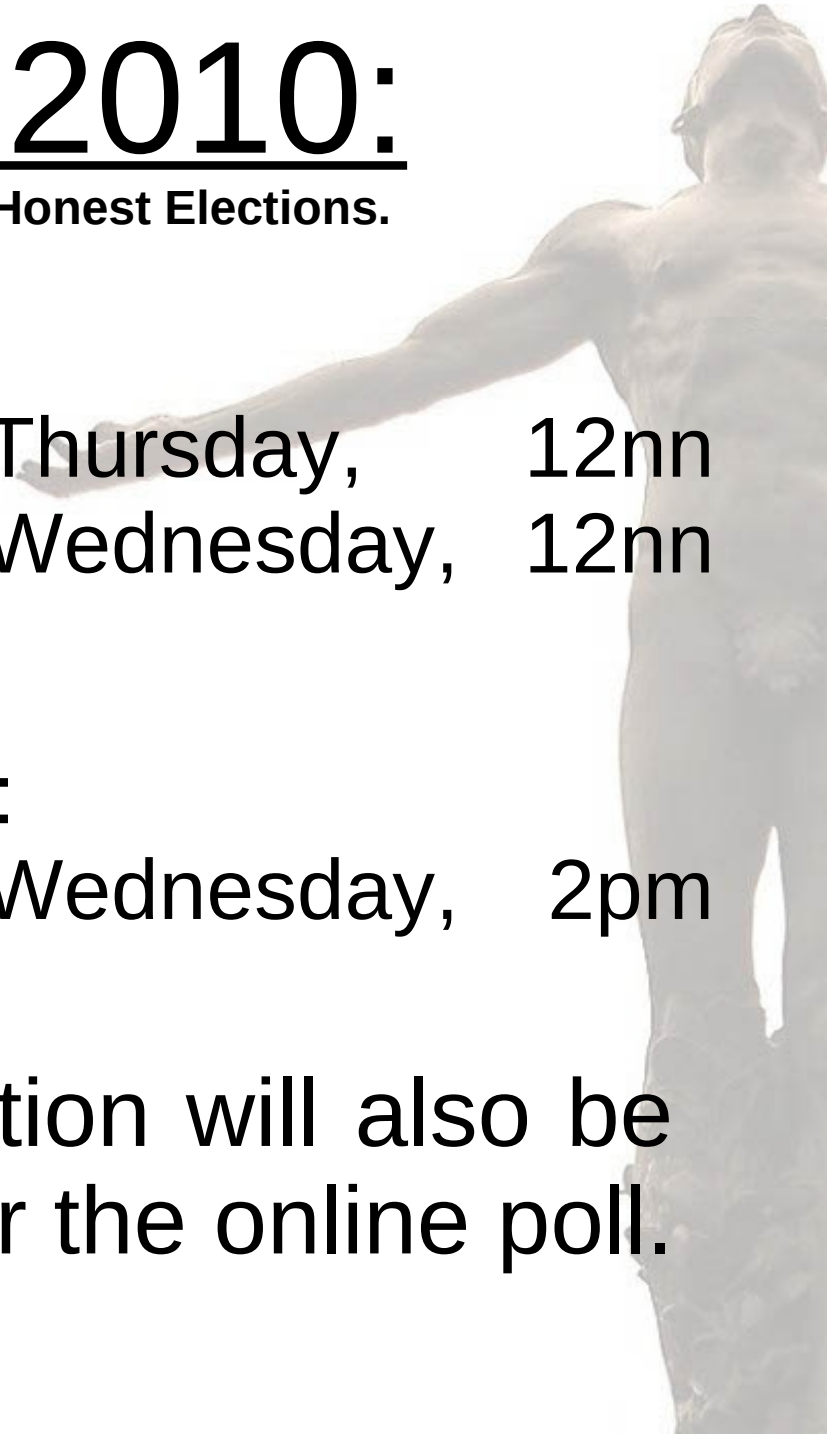 2010:
Honest Elections.
Thursday, 12nn
Wednesday, 12nn
:
Wednesday, 2pm
tion will also be
r the online poll.